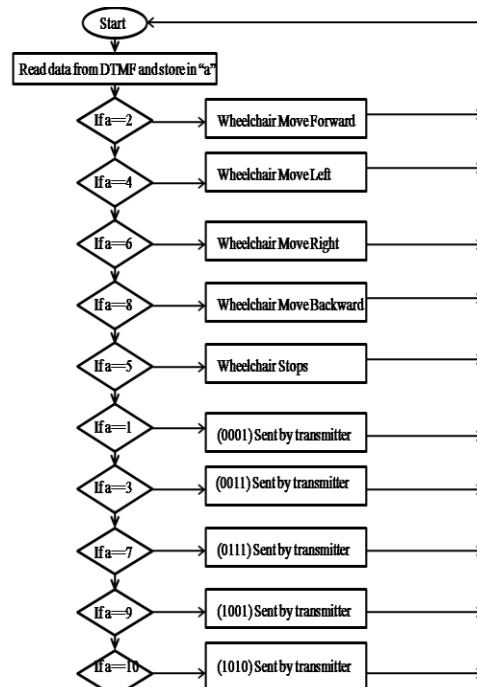 Start
Read data from DTMF and store in “a”
If a==2
Wheelchair Move Forward
If a==4
Wheelchair Move Left
If a==6
Wheelchair Move Right
If a==8
Wheelchair Move Backward
If a==5
Wheelchair Stops
If a==1
(0001) Sent by transmitter
If a==3
(0011) Sent by transmitter
If a==7
(0111) Sent by transmitter
If a==9
(1001) Sent by transmitter
If a==10
(1010) Sent by transmitter